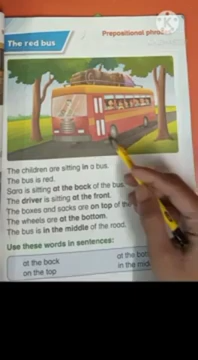 Prepositional
The red bus
The children are sitting in a bus.
The bus is red.
Sara is sitting at the back of the bus
The driver is sitting at the front.
The boxes and sacks are on top of
The wheels are at the bottom.
The bus is in the middle of the road.
Use these words in sentences:
at the back at the
on the top in the